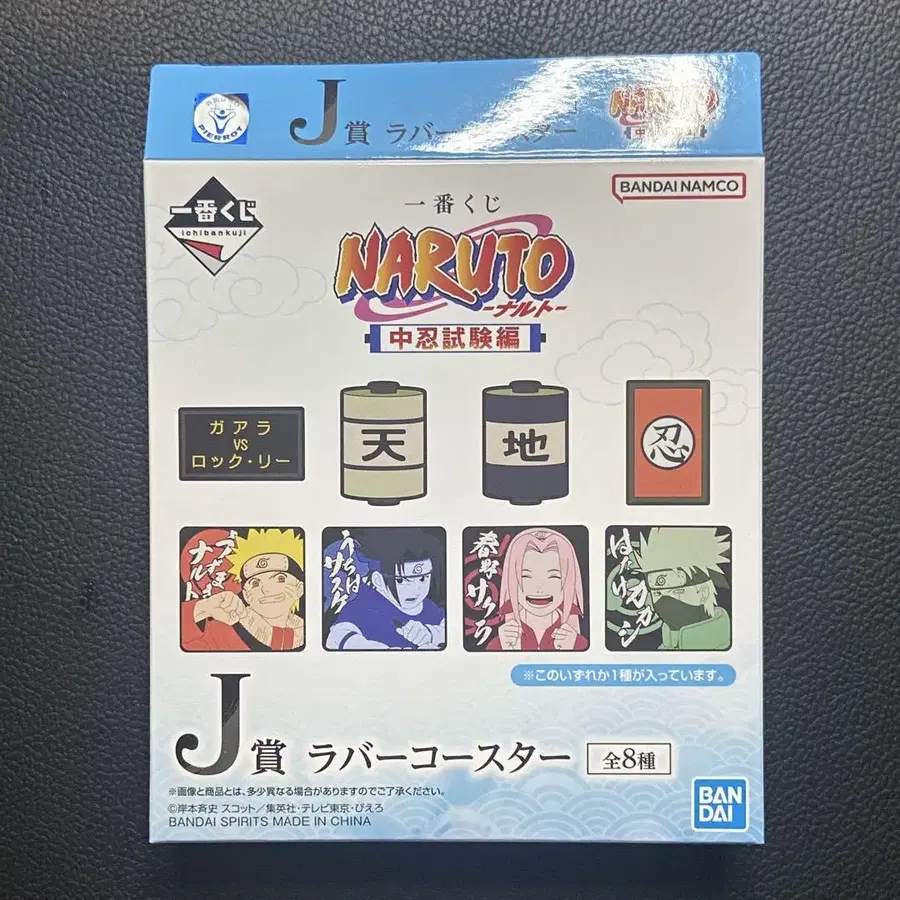 PIERROT
J賞 ラバーコースター
NARUTO
一番くじ
ichibankuji
BANDAI NAMCO
一番くじ
NARUTO
-ナルト-
中忍試験編
ガアラ
VS
ロック・リー
天
地
忍
うずまき
ナルト
うちは
サスケ
春野サクラ
はたけ
カカシ
※このいずれか1種が入っています。
J賞 ラバーコースター 全8種
※画像と商品とは、多少異なる場合がありますのでご了承ください。
©岸本斉史 スコット/集英社・テレビ東京・ぴえろ
BANDAI SPIRITS MADE IN CHINA
BAN
DAI